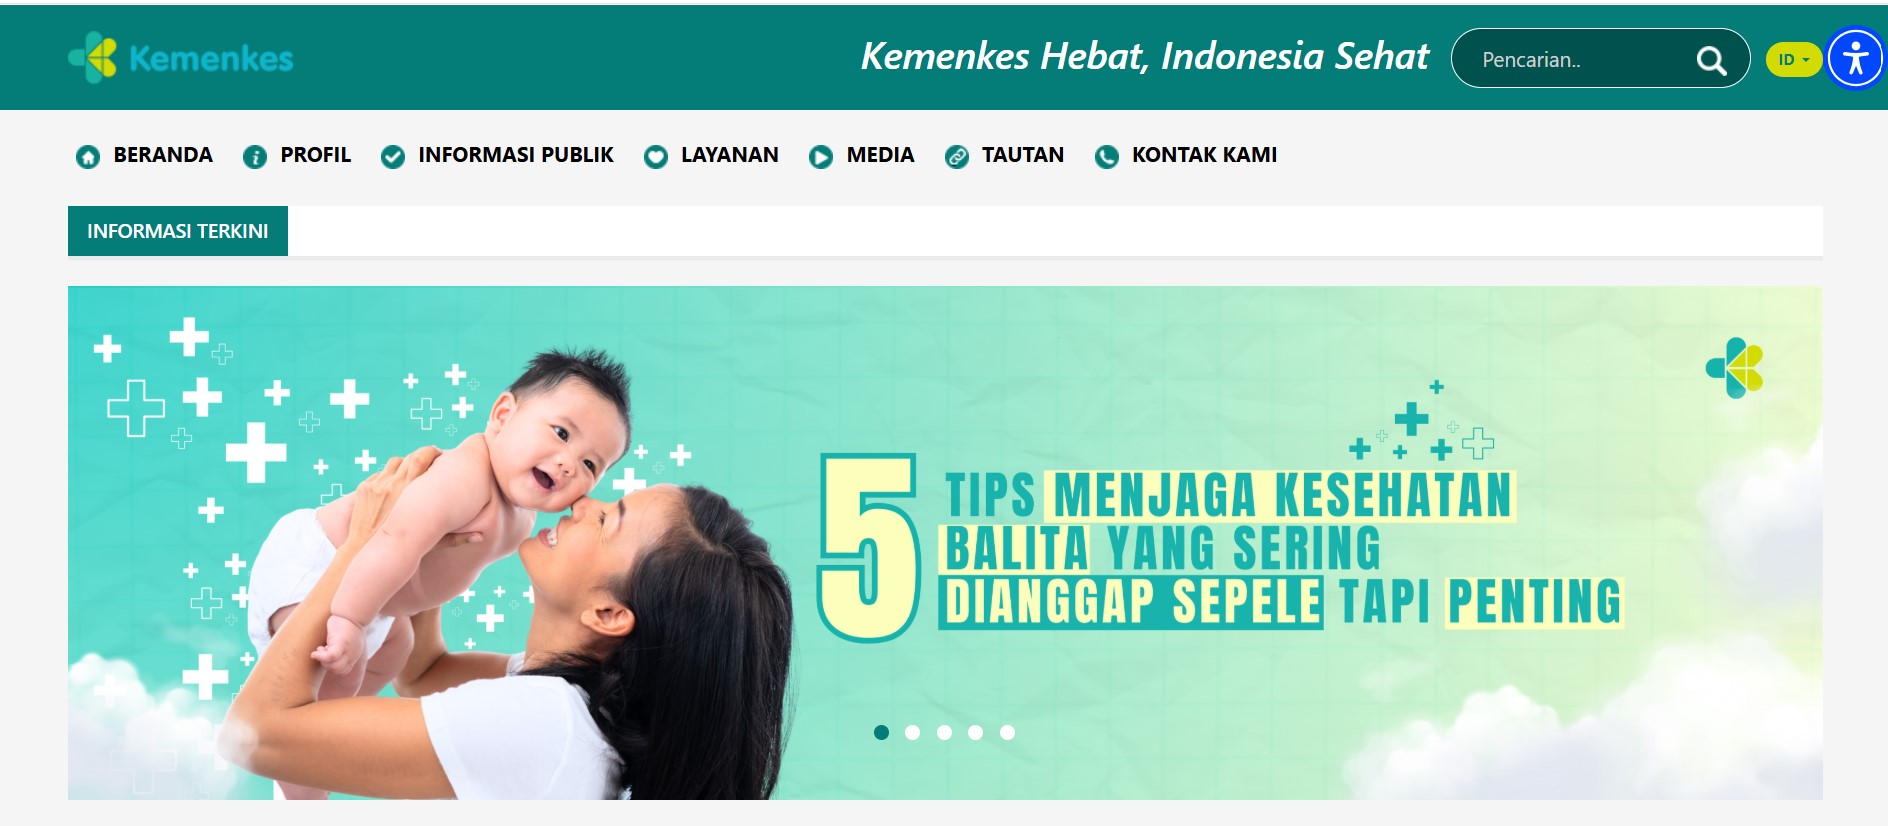 Kemenkes
Kemenkes Hebat, Indonesia Sehat
Pencarian..
ID
BERANDA
PROFIL
INFORMASI PUBLIK
LAYANAN
MEDIA
TAUTAN
KONTAK KAMI
INFORMASI TERKINI
5
TIPS MENJAGA KESEHATAN
BALITA YANG SERING
DIANGGAP SEPELE TAPI PENTING